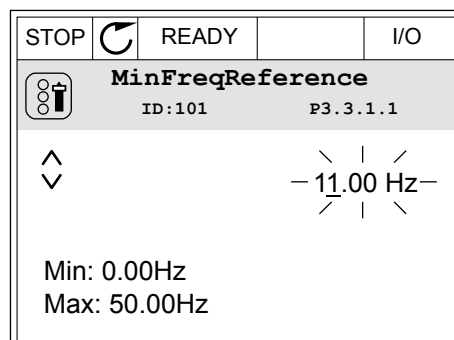 STOP READY I/O
MinFreqReference
ID:101 P3.3.1.1
11.00 Hz
Min: 0.00Hz
Max: 50.00Hz